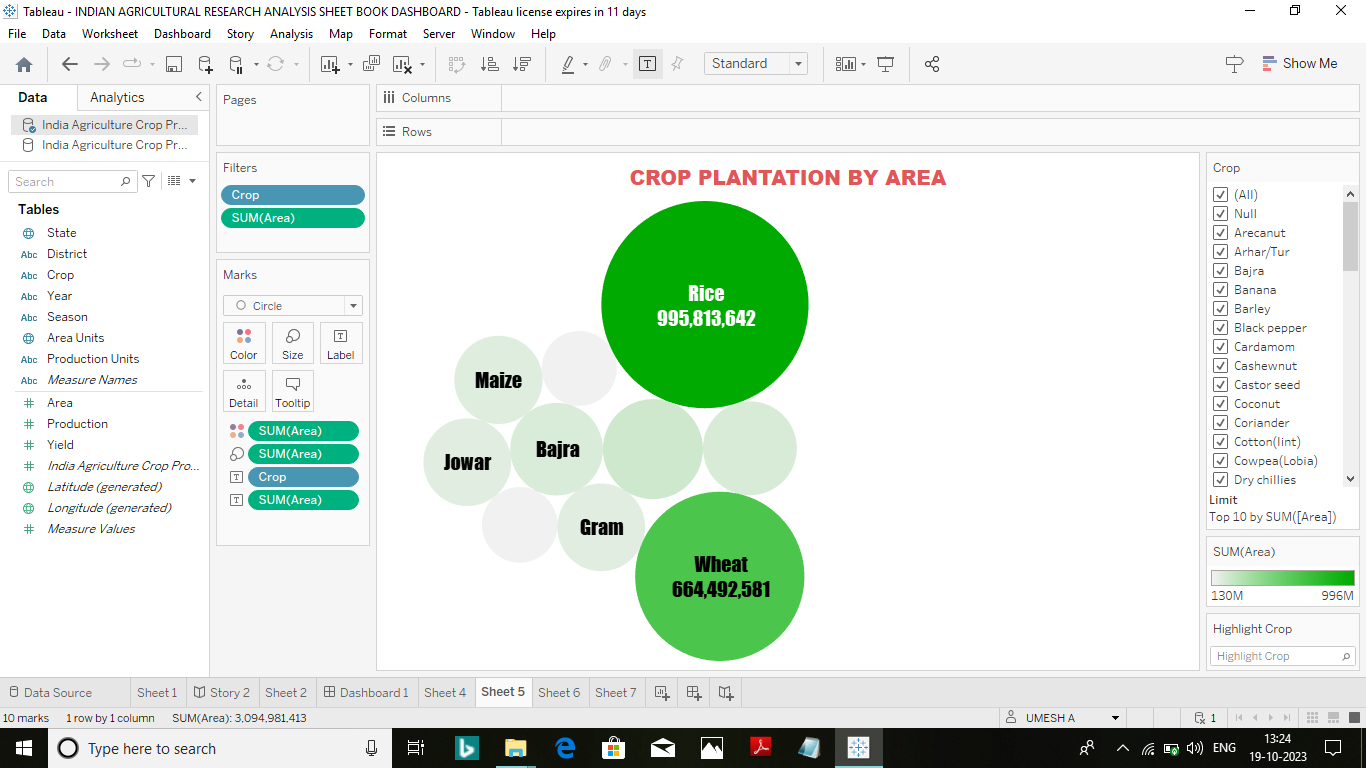 Tableau - INDIAN AGRICULTURAL RESEARCH ANALYSIS SHEET BOOK DASHBOARD - Tableau license expires in 11 days
File Data Worksheet Dashboard Story Analysis Map Format Server Window Help
Standard
Show Me
Data Analytics
India Agriculture Crop Pr...
India Agriculture Crop Pr...
Search
Tables
State
Abc District
Abc Crop
Abc Year
Abc Season
Area Units
Abc Production Units
Abc Measure Names
Area
Production
Yield
India Agriculture Crop Pro...
Latitude (generated)
Longitude (generated)
Measure Values
Pages
Filters
Crop
SUM(Area)
Marks
Circle
Color Size Label
Detail Tooltip
SUM(Area)
SUM(Area)
Crop
SUM(Area)
Columns
Rows
CROP PLANTATION BY AREA
Rice
995,813,642
Maize
Bajra
Jowar
Gram
Wheat
664,492,581
Crop
(All)
Null
Arecanut
Arhar/Tur
Bajra
Banana
Barley
Black pepper
Cardamom
Cashewnut
Castor seed
Coconut
Coriander
Cotton(lint)
Cowpea(Lobia)
Dry chillies
Limit
Top 10 by SUM([Area])
SUM(Area)
130M 996M
Highlight Crop
Highlight Crop
Data Source Sheet 1 Story 2 Sheet 2 Dashboard 1 Sheet 4 Sheet 5 Sheet 6 Sheet 7
10 marks 1 row by 1 column SUM(Area): 3,094,981,413 UMESH A 1
Type here to search
ENG
13:24
19-10-2023